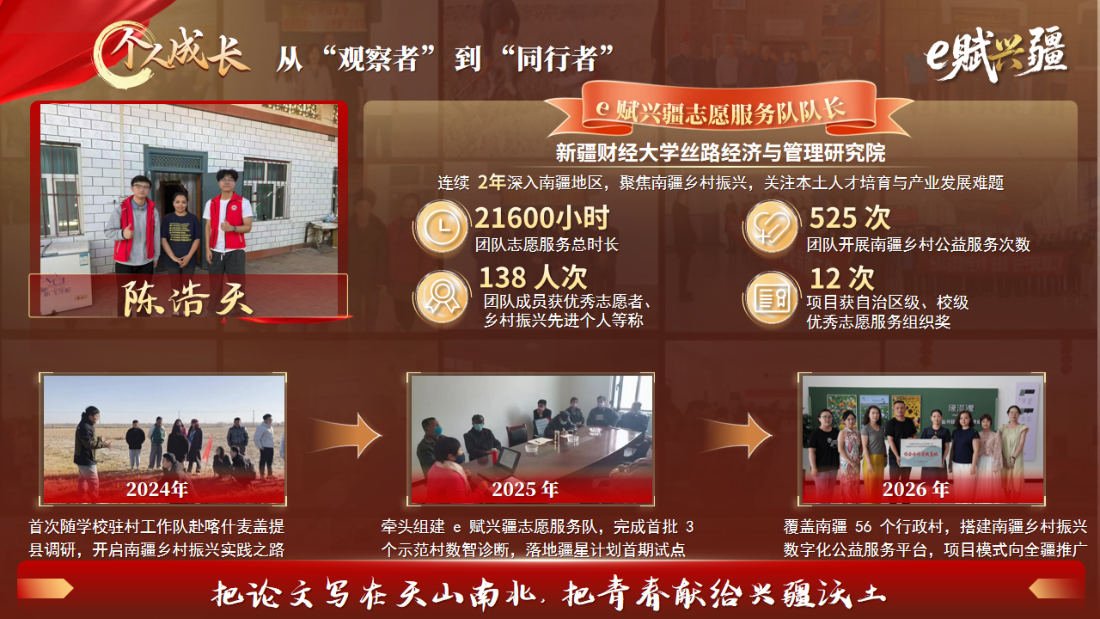 个人成长 从“观察者”到“同行者”
e赋兴疆
e 赋兴疆志愿服务队队长
新疆财经大学丝路经济与管理研究院
连续 2年深入南疆地区，聚焦南疆乡村振兴，关注本土人才培育与产业发展难题
21600小时
团队志愿服务总时长
525 次
团队开展南疆乡村公益服务次数
138 人次
团队成员获优秀志愿者、
乡村振兴先进个人等称
12 次
项目获自治区级、校级
优秀志愿服务组织奖
陈浩天
2024年
首次随学校驻村工作队赴喀什麦盖提
县调研，开启南疆乡村振兴实践之路
2025 年
牵头组建 e 赋兴疆志愿服务队，完成首批 3
个示范村数智诊断，落地疆星计划首期试点
2026 年
覆盖南疆 56 个行政村，搭建南疆乡村振兴
数字化公益服务平台，项目模式向全疆推广
把论文写在天山南北，把青春献给兴疆沃土